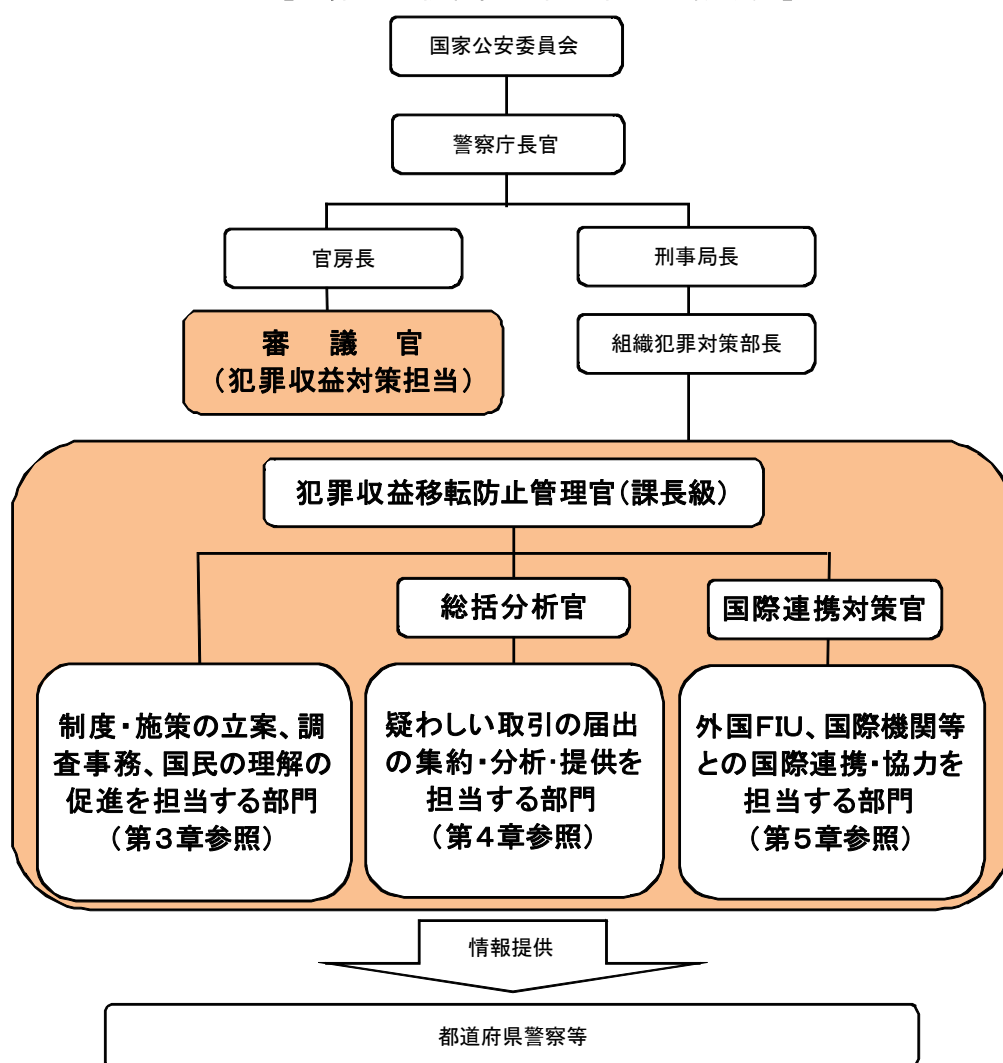 国家公安委員会
警察庁長官
官房長
刑事局長
審議官
(犯罪収益対策担当)
組織犯罪対策部長
犯罪収益移転防止管理官(課長級)
総括分析官
国際連携対策官
制度・施策の立案、調
査事務、国民の理解の
促進を担当する部門
(第3章参照)
疑わしい取引の届出
の集約・分析・提供を
担当する部門
(第4章参照)
外国FIU、国際機関等
との国際連携・協力を
担当する部門
(第5章参照)
情報提供
都道府県警察等